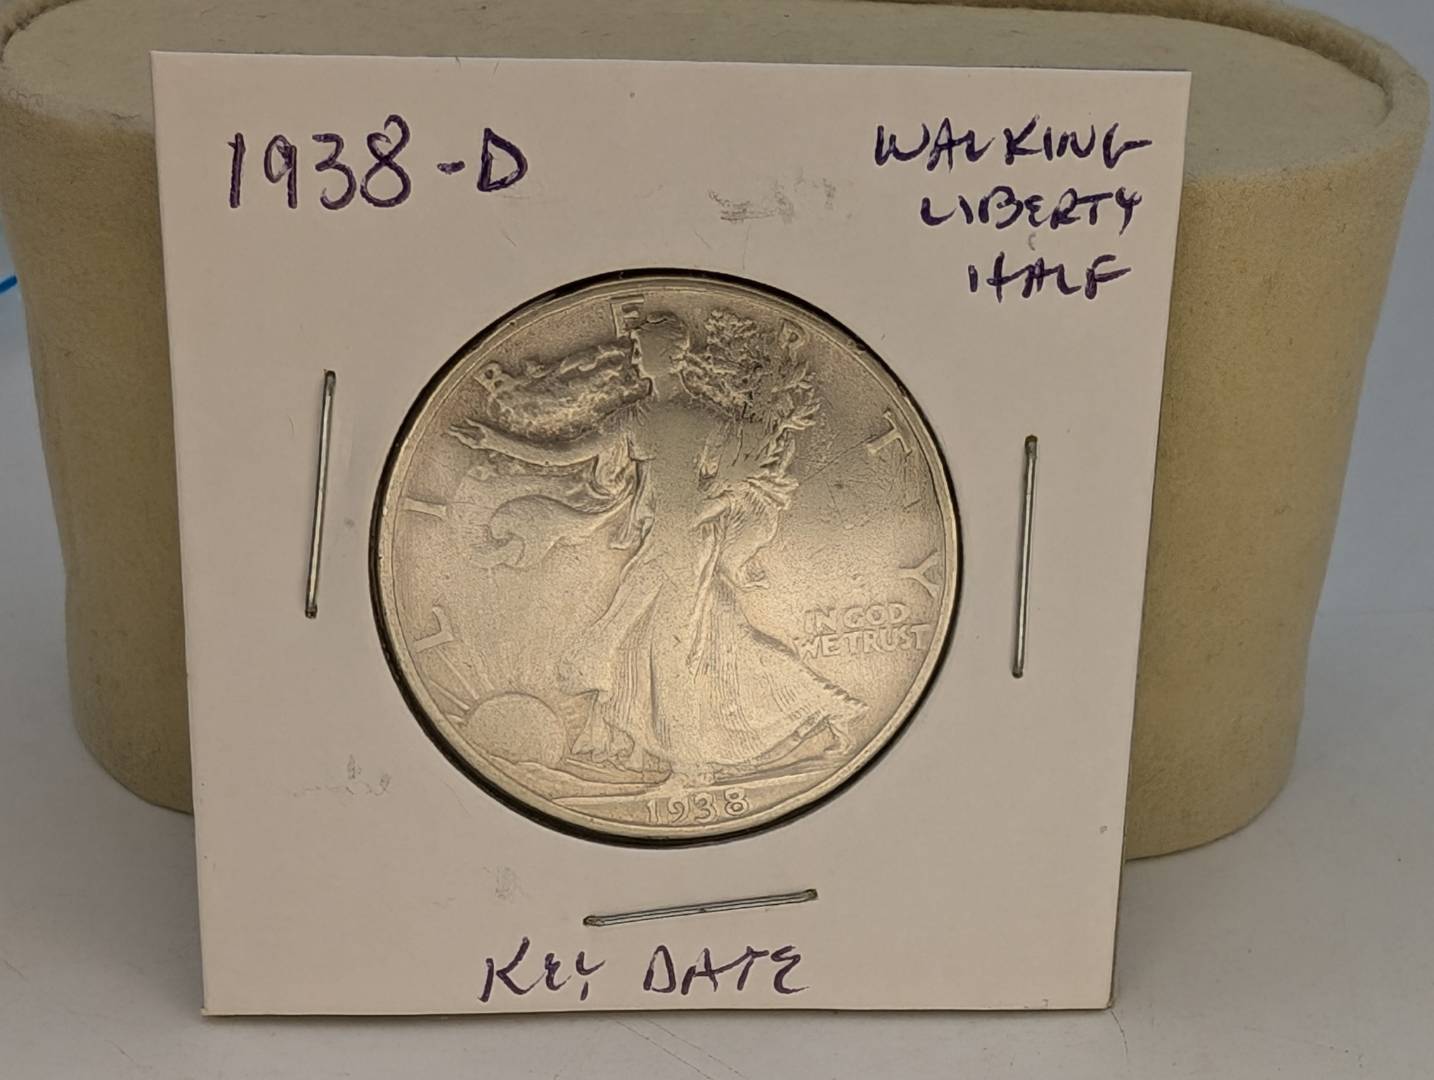 1938-D
WALKING
LIBERTY
HALF
LIBERTY
IN GOD
WE TRUST
1938
KEY DATE